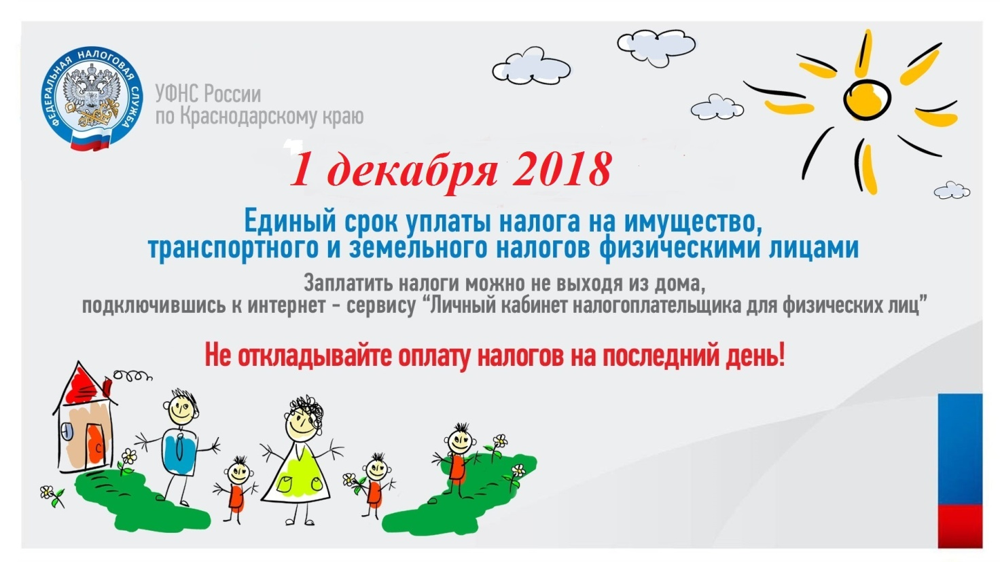 ФЕДЕРАЛЬНАЯ НАЛОГОВАЯ СЛУЖБА
УФНС России
по Краснодарскому краю
1 декабря 2018
Единый срок уплаты налога на имущество,
транспортного и земельного налогов физическими лицами
Заплатить налоги можно не выходя из дома,
подключившись к интернет - сервису “Личный кабинет налогоплательщика для физических лиц”
Не откладывайте оплату налогов на последний день!